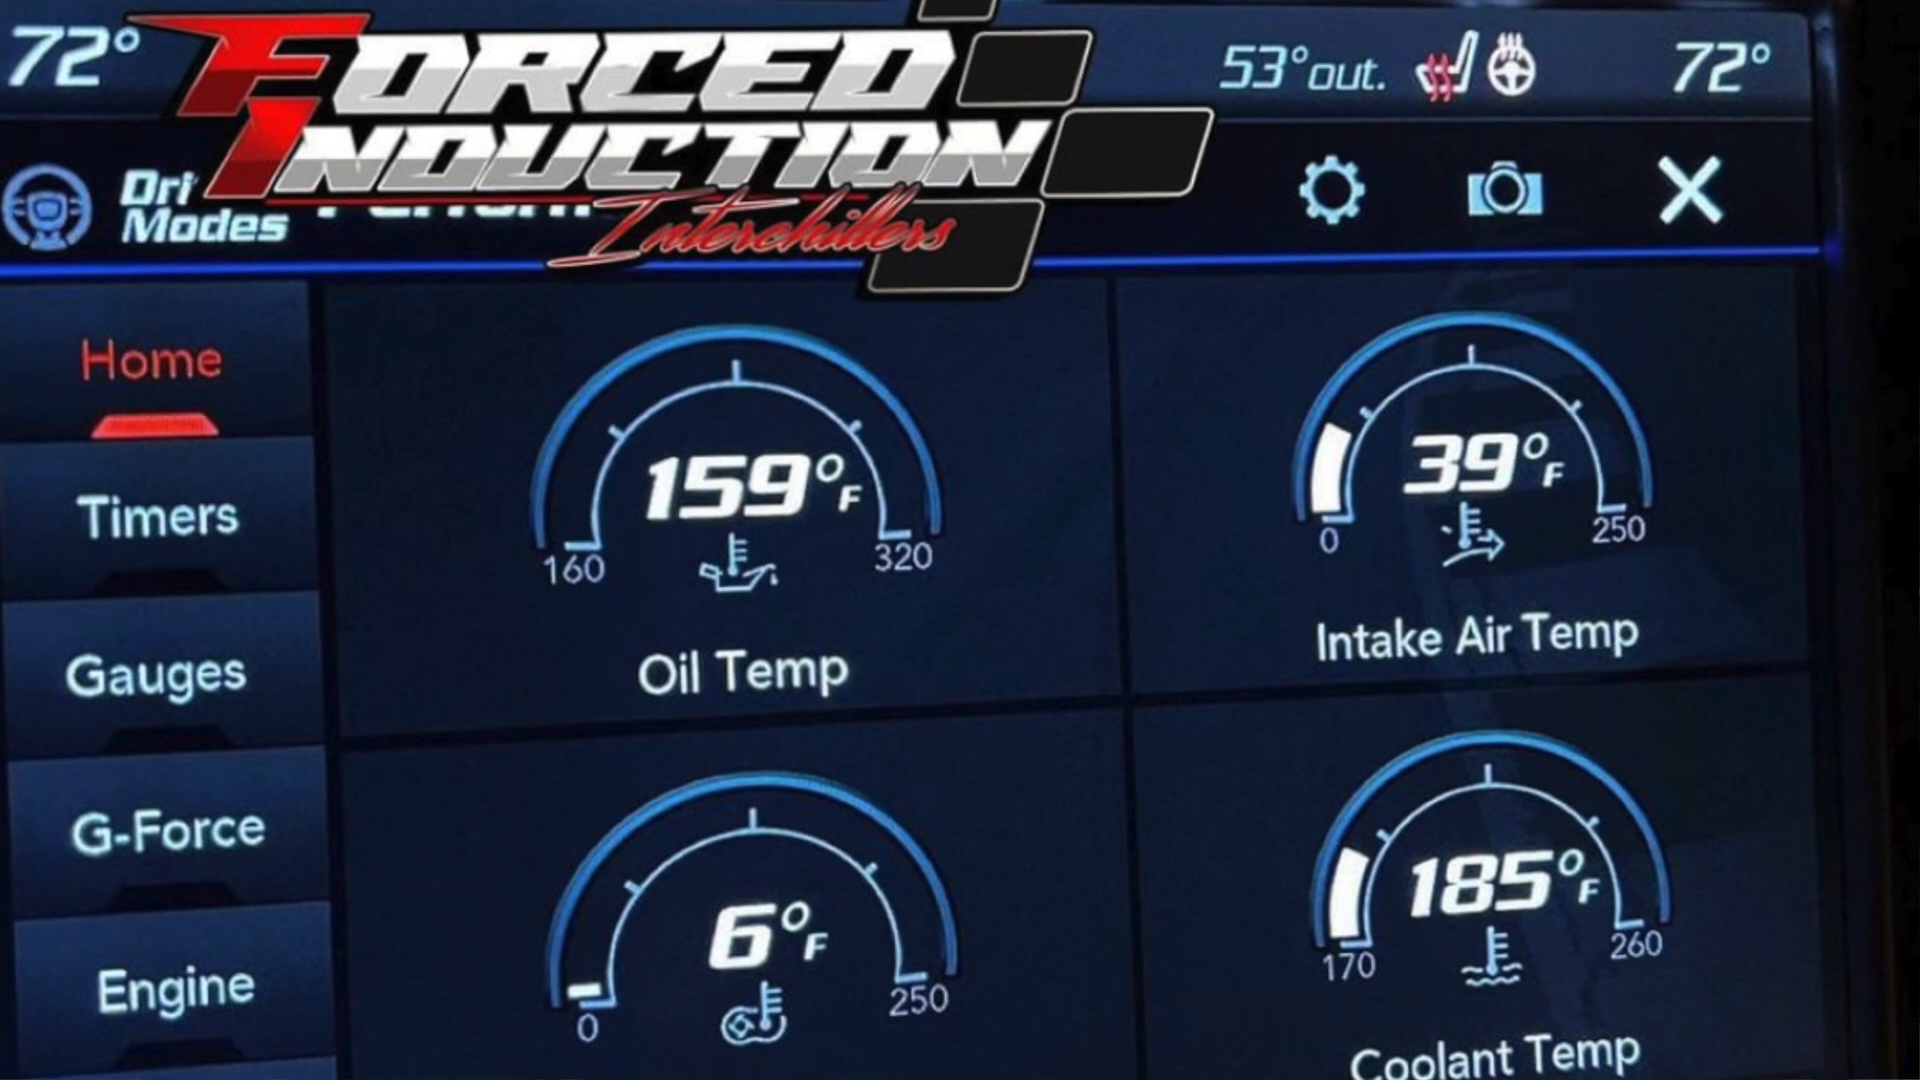 72°
FORCED
INDUCTION
Interchillers
53° out.
72°
Modes
Home
Timers
Gauges
G-Force
Engine
159°F
160
320
Oil Temp
39°F
0
250
Intake Air Temp
6°F
0
250
185°F
170
260
Coolant Temp